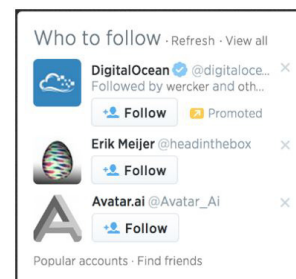 Who to follow · Refresh · View all
DigitalOcean @digitaloce...
Followed by wercker and oth...
Follow Promoted
Erik Meijer @headinthebox
Follow
Avatar.ai @Avatar_Ai
Follow
Popular accounts · Find friends